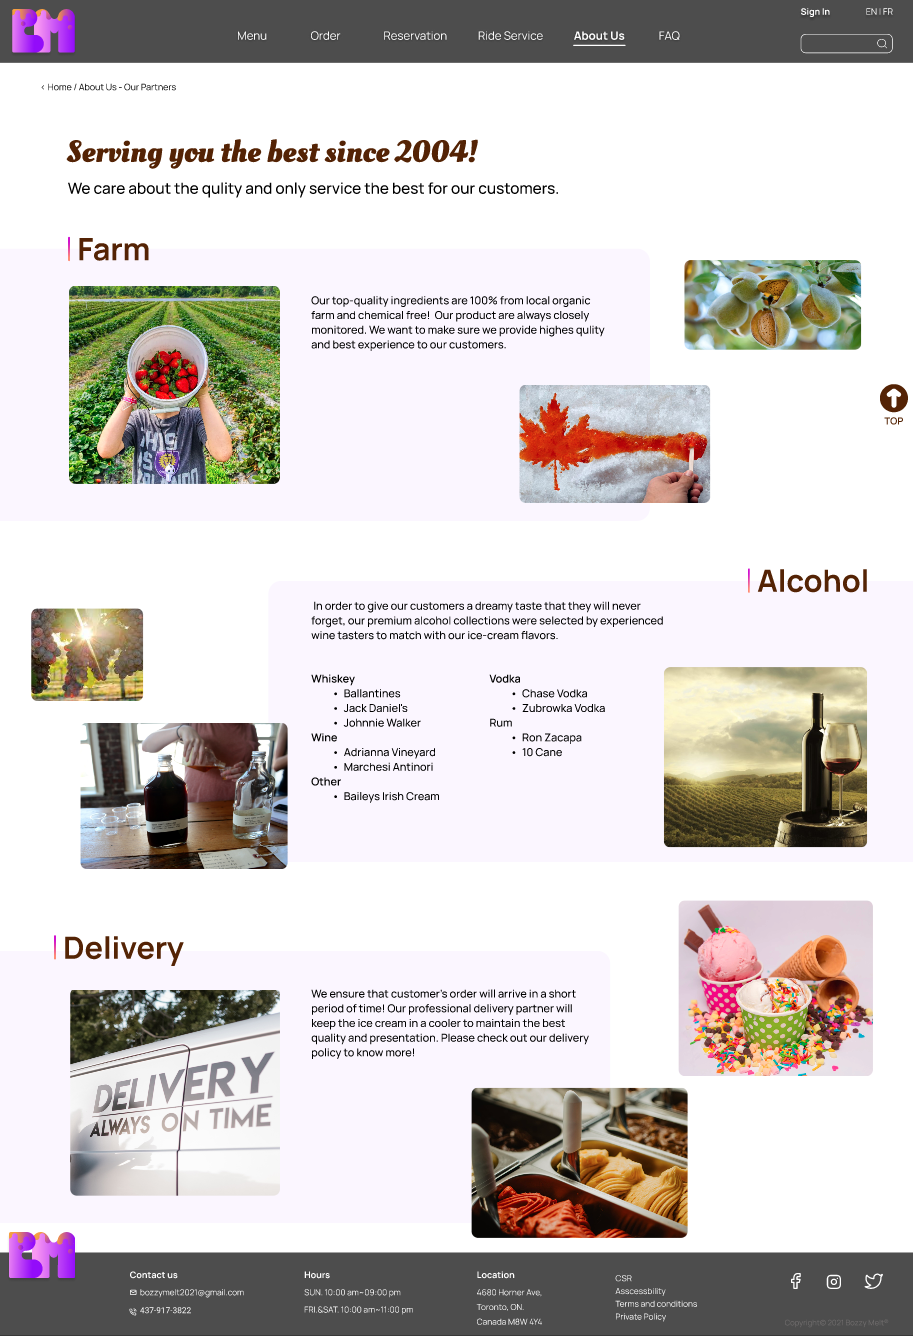 BM
Sign In
EN | FR
Menu
Order
Reservation
Ride Service
About Us
FAQ
< Home / About Us - Our Partners
Serving you the best since 2004!
We care about the qulity and only service the best for our customers.
Farm
Our top-quality ingredients are 100% from local organic
farm and chemical free! Our product are always closely
monitored. We want to make sure we provide highes qulity
and best experience to our customers.
THIS
IS
TOP
Alcohol
In order to give our customers a dreamy taste that they will never
forget, our premium alcohol collections were selected by experienced
wine tasters to match with our ice-cream flavors.
Whiskey
• Ballantines
• Jack Daniel's
• Johnnie Walker
Wine
• Adrianna Vineyard
• Marchesi Antinori
Other
• Baileys Irish Cream
Vodka
• Chase Vodka
• Zubrowka Vodka
Rum
• Ron Zacapa
• 10 Cane
Delivery
We ensure that customer's order will arrive in a short
period of time! Our professional delivery partner will
keep the ice cream in a cooler to maintain the best
quality and presentation. Please check out our delivery
policy to know more!
DELIVERY
ALWAYS ON TIME
BM
Contact us
bozzymelt2021@gmail.com
437-917-3822
Hours
SUN. 10:00 am~09:00 pm
FRI.&SAT. 10:00 am~11:00 pm
Location
4680 Horner Ave,
Toronto, ON.
Canada M8W 4Y4
CSR
Asscessbility
Terms and conditions
Private Policy
Copyright© 2021 Bozzy Melt®